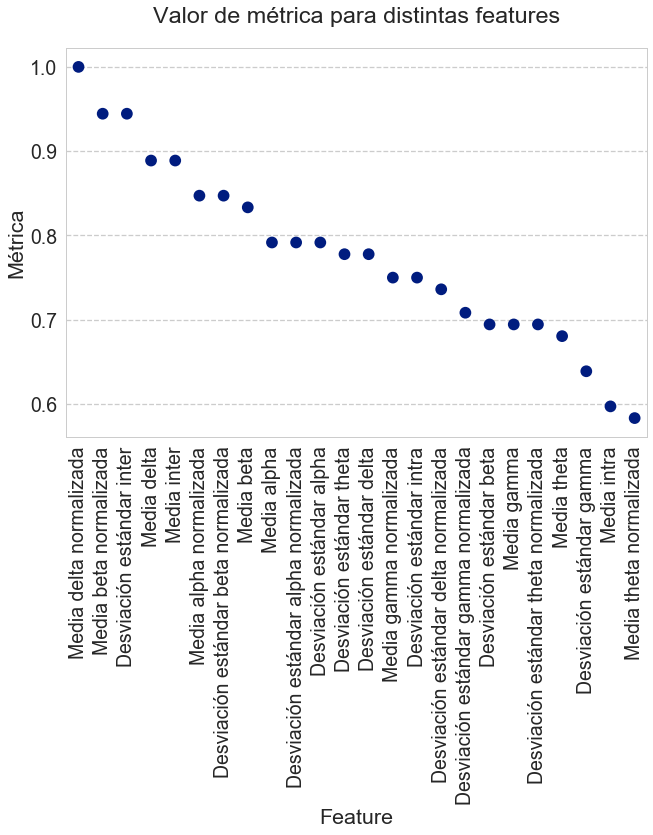 Valor de métrica para distintas features
Métrica
1.0
0.9
0.8
0.7
0.6
Media delta normalizada
Media beta normalizada
Desviación estándar inter
Media delta
Media inter
Media alpha normalizada
Desviación estándar beta normalizada
Media beta
Media alpha
Desviación estándar alpha normalizada
Desviación estándar alpha
Desviación estándar theta
Desviación estándar delta
Media gamma normalizada
Desviación estándar intra
Desviación estándar delta normalizada
Desviación estándar gamma normalizada
Desviación estándar beta
Media gamma
Desviación estándar theta normalizada
Media theta
Desviación estándar gamma
Media intra
Media theta normalizada
Feature